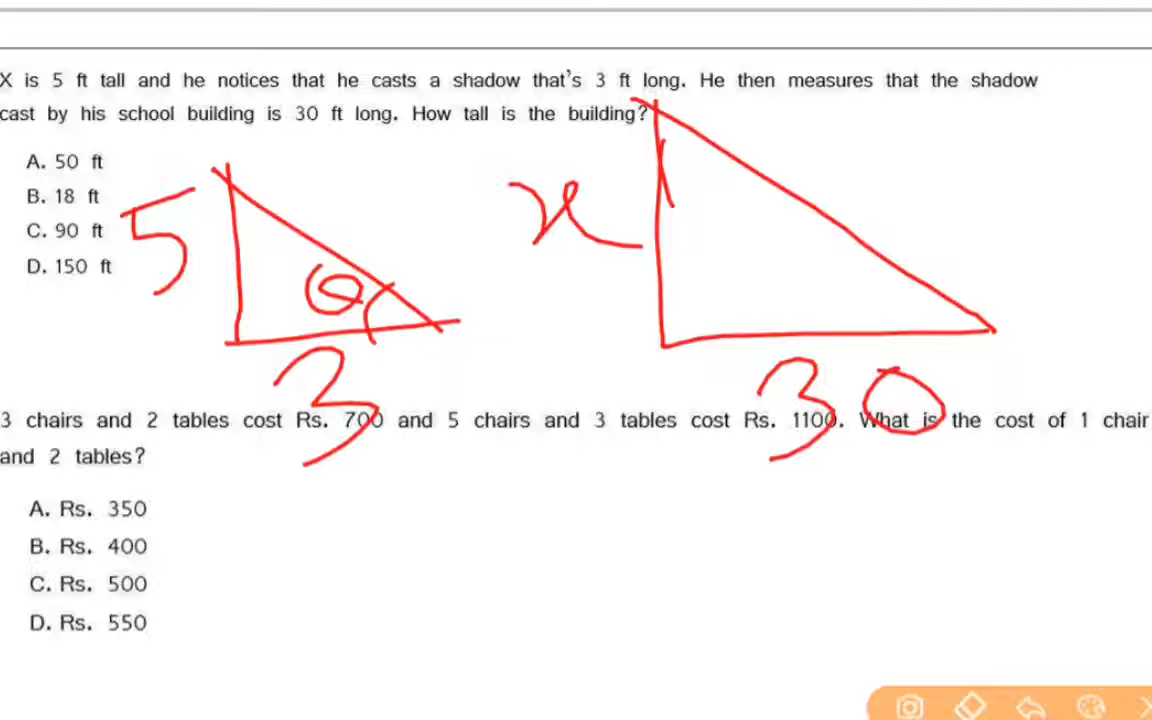 X is 5 ft tall and he notices that he casts a shadow that's 3 ft long. He then measures that the shadow
cast by his school building is 30 ft long. How tall is the building?
A. 50 ft
B. 18 ft
C. 90 ft
D. 150 ft
5
θ
x
3
30
3 chairs and 2 tables cost Rs. 700 and 5 chairs and 3 tables cost Rs. 1100. What is the cost of 1 chair
and 2 tables?
A. Rs. 350
B. Rs. 400
C. Rs. 500
D. Rs. 550